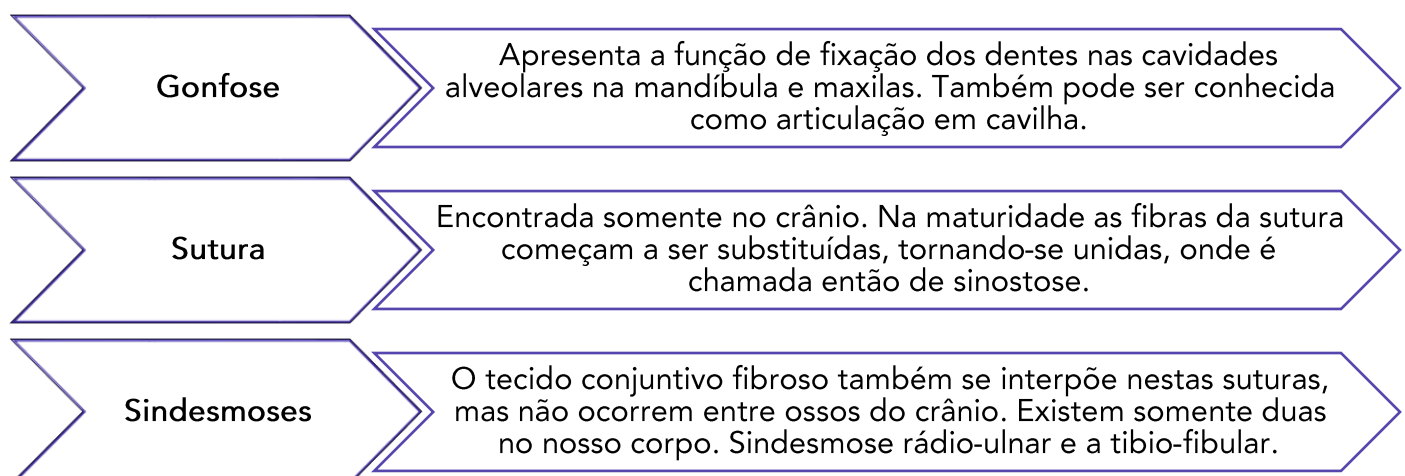 Gonfose
Apresenta a função de fixação dos dentes nas cavidades
alveolares na mandíbula e maxilas. Também pode ser conhecida
como articulação em cavilha.
Sutura
Encontrada somente no crânio. Na maturidade as fibras da sutura
começam a ser substituídas, tornando-se unidas, onde é
chamada então de sinostose.
Sindesmoses
O tecido conjuntivo fibroso também se interpõe nestas suturas,
mas não ocorrem entre ossos do crânio. Existem somente duas
no nosso corpo. Sindesmose rádio-ulnar e a tibio-fibular.